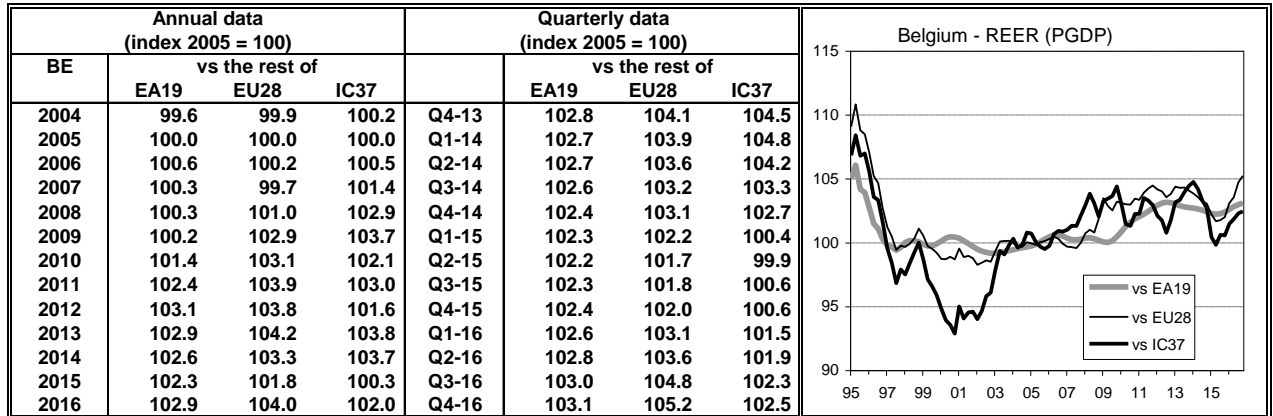 Annual data Quarterly data
(index 2005 = 100) (index 2005 = 100)
BE vs the rest of vs the rest of
EA19 EU28 IC37 EA19 EU28 IC37
2004 99.6 99.9 100.2 Q4-13 102.8 104.1 104.5
2005 100.0 100.0 100.0 Q1-14 102.7 103.9 104.8
2006 100.6 100.2 100.5 Q2-14 102.7 103.6 104.2
2007 100.3 99.7 101.4 Q3-14 102.6 103.2 103.3
2008 100.3 101.0 102.9 Q4-14 102.4 103.1 102.7
2009 100.2 102.9 103.7 Q1-15 102.3 102.2 100.4
2010 101.4 103.1 102.1 Q2-15 102.2 101.7 99.9
2011 102.4 103.9 103.0 Q3-15 102.3 101.8 100.6
2012 103.1 103.8 101.6 Q4-15 102.4 102.0 100.6
2013 102.9 104.2 103.8 Q1-16 102.6 103.1 101.5
2014 102.6 103.3 103.7 Q2-16 102.8 103.6 101.9
2015 102.3 101.8 100.3 Q3-16 103.0 104.8 102.3
2016 102.9 104.0 102.0 Q4-16 103.1 105.2 102.5
Belgium - REER (PGDP)
115
110
105
100
95
90
vs EA19
vs EU28
vs IC37
95 97 99 01 03 05 07 09 11 13 15